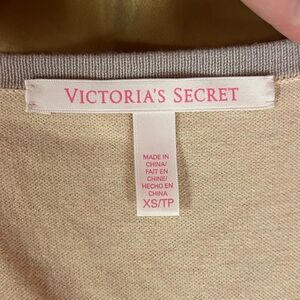 VICTORIA'S SECRET
MADE IN
CHINA/
FAIT EN
CHINE/
HECHO EN
CHINA
XS/TP